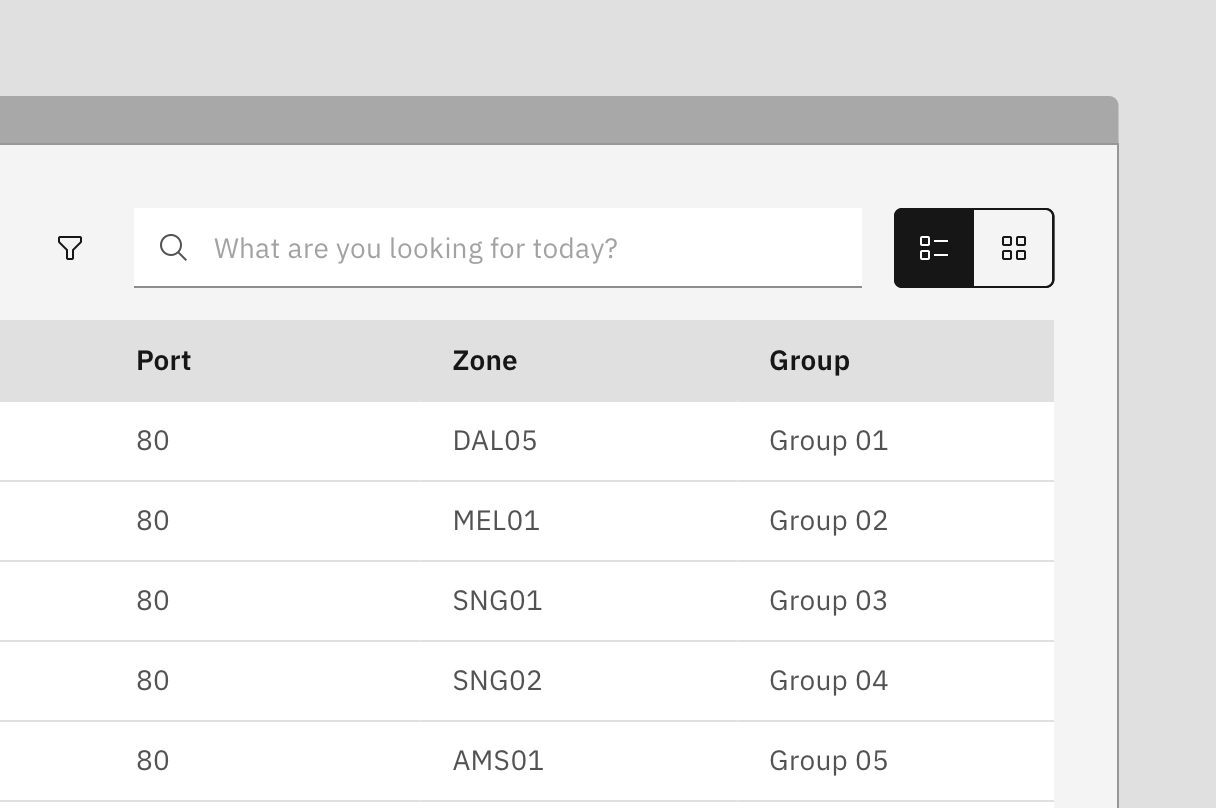 What are you looking for today?
Port Zone Group
80 DAL05 Group 01
80 MEL01 Group 02
80 SNG01 Group 03
80 SNG02 Group 04
80 AMS01 Group 05